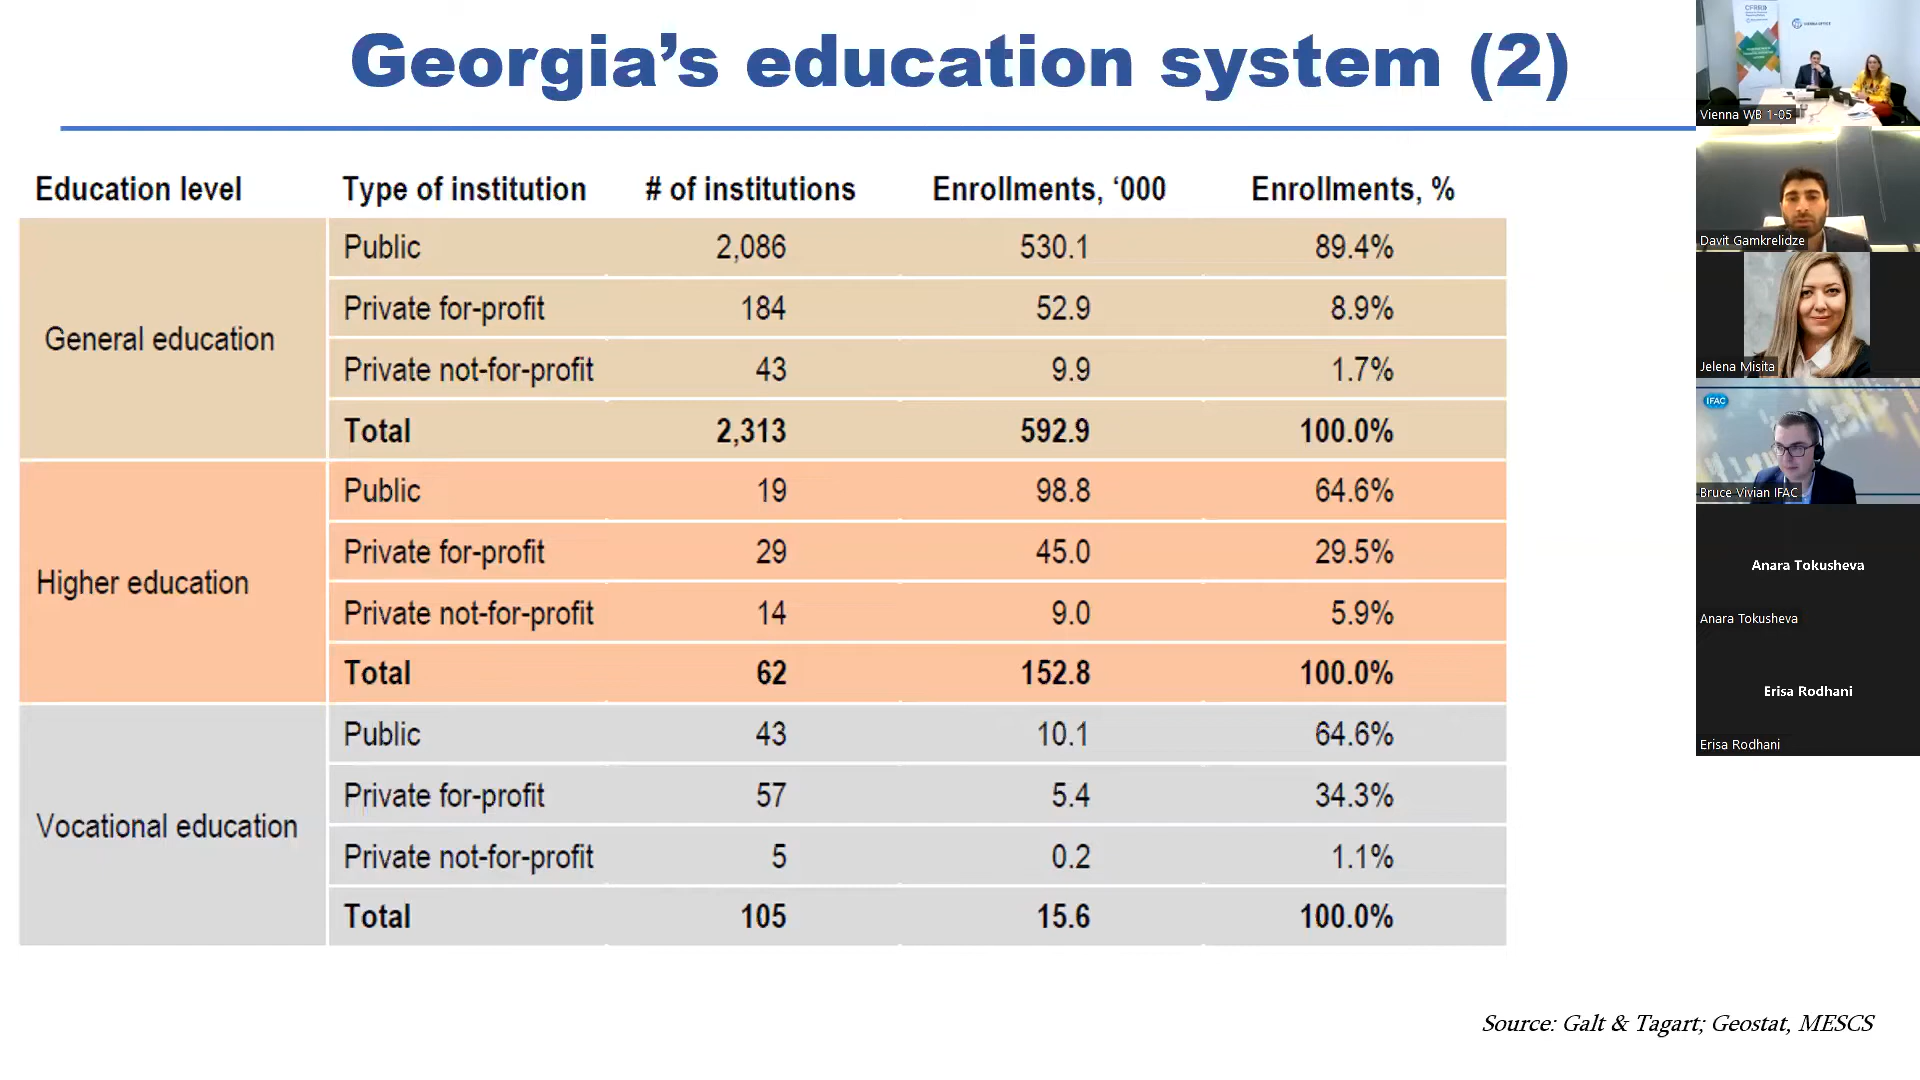 Georgia’s education system (2)
Education level Type of institution # of institutions Enrollments, ‘000 Enrollments, %
General education
Public 2,086 530.1 89.4%
Private for-profit 184 52.9 8.9%
Private not-for-profit 43 9.9 1.7%
Total 2,313 592.9 100.0%
Higher education
Public 19 98.8 64.6%
Private for-profit 29 45.0 29.5%
Private not-for-profit 14 9.0 5.9%
Total 62 152.8 100.0%
Vocational education
Public 43 10.1 64.6%
Private for-profit 57 5.4 34.3%
Private not-for-profit 5 0.2 1.1%
Total 105 15.6 100.0%
Source: Galt & Tagart; Geostat, MESCS
CFRR
VIENNA OFFICE
Vienna WB 1-05
Davit Gamkrelidze
Jelena Misita
IFAC
Bruce Vivian IFAC
Anara Tokusheva
Anara Tokusheva
Erisa Rodhani
Erisa Rodhani